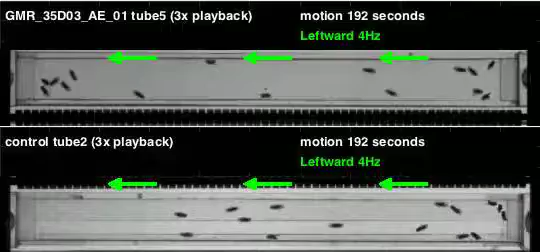 GMR_35D03_AE_01 tube5 (3x playback) motion 192 seconds
Leftward 4Hz
control tube2 (3x playback) motion 192 seconds
Leftward 4Hz